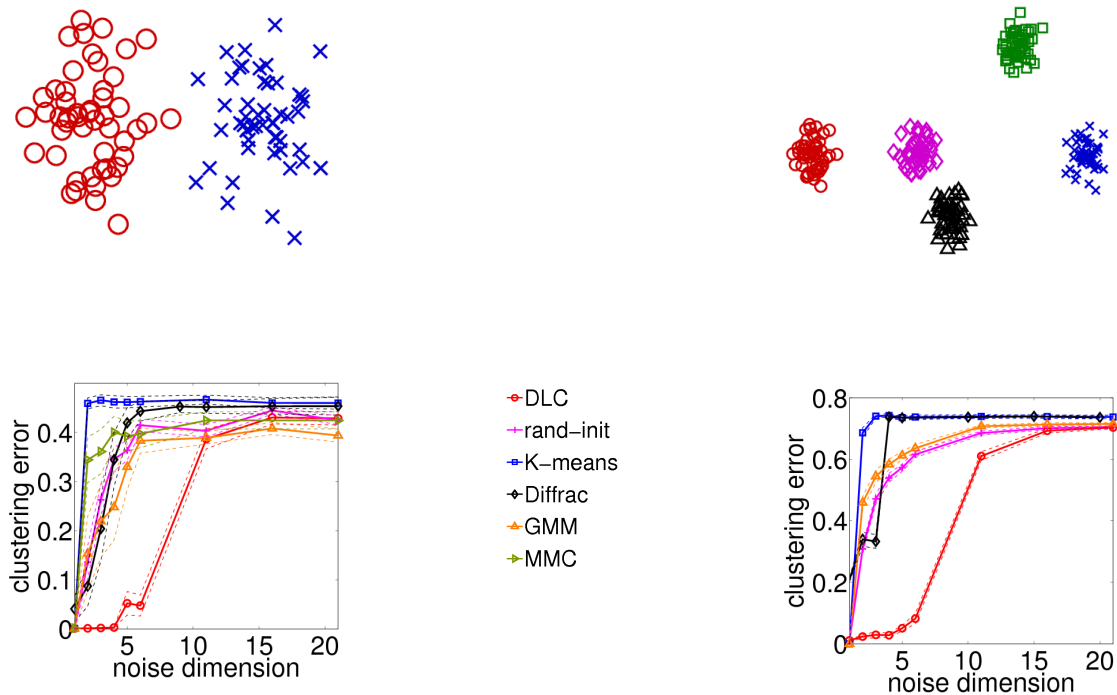 clustering error
0.4
0.3
0.2
0.1
0
5
10
15
20
noise dimension
DLC
rand-init
K-means
Diffrac
GMM
MMC
clustering error
0.8
0.6
0.4
0.2
0
5
10
15
20
noise dimension